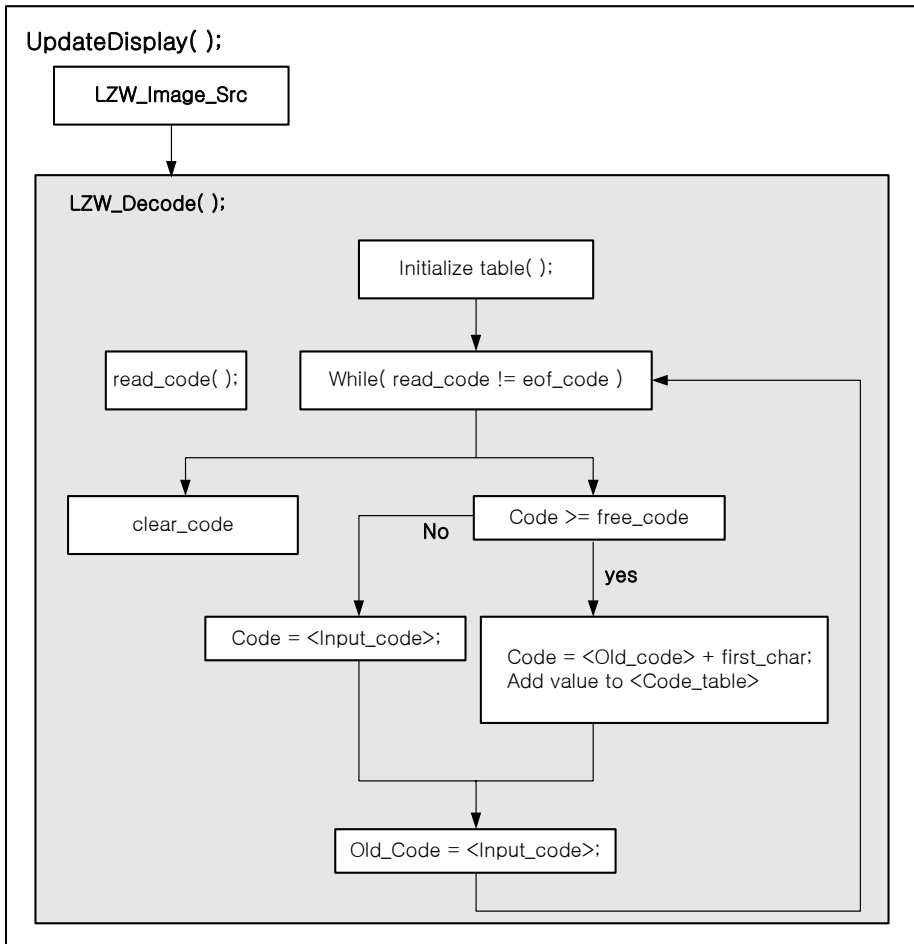 UpdateDisplay( );
LZW_Image_Src
LZW_Decode( );
Initialize table( );
read_code( );
While( read_code != eof_code )
clear_code
Code >= free_code
No
yes
Code = <Input_code>;
Code = <Old_code> + first_char;
Add value to <Code_table>
Old_Code = <Input_code>;